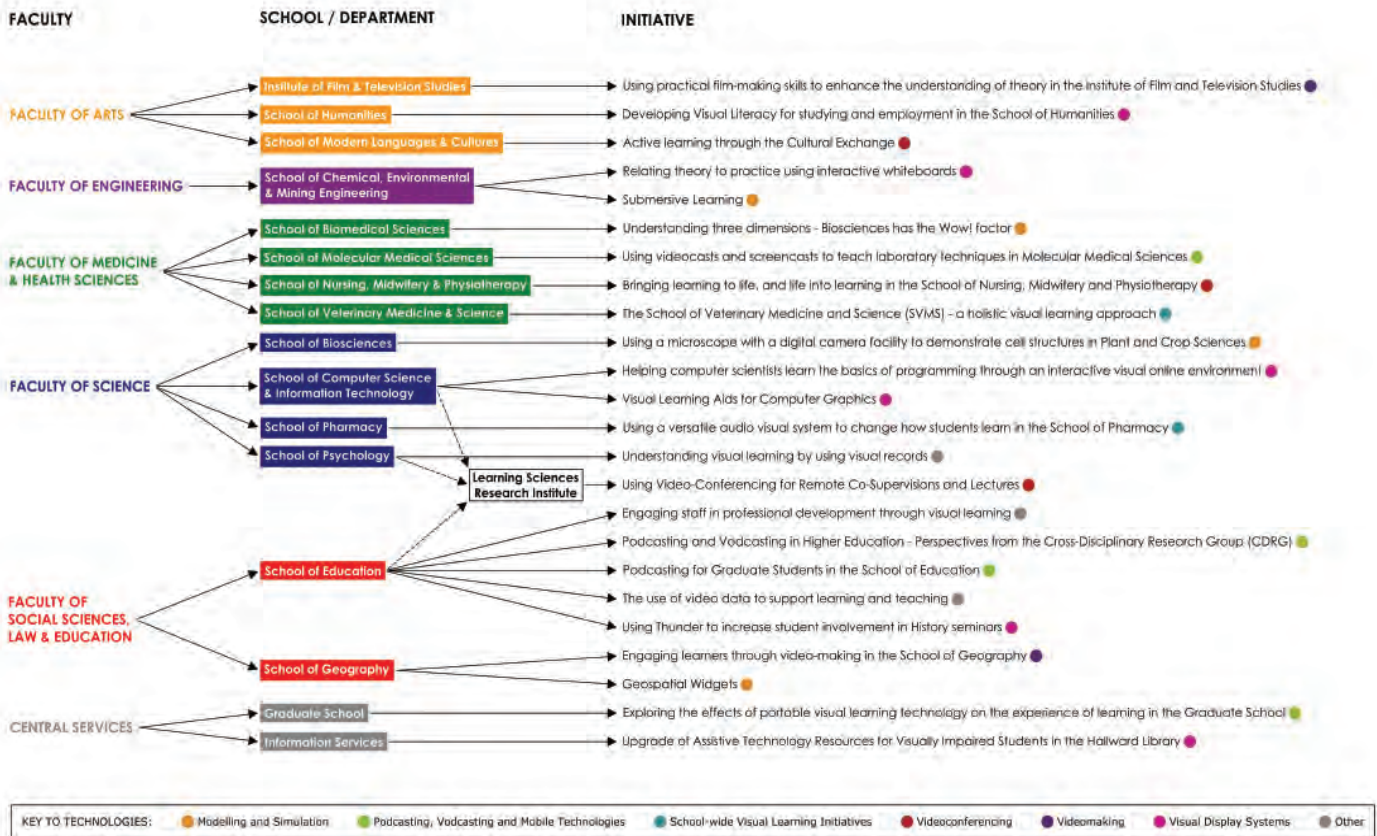 FACULTY
SCHOOL / DEPARTMENT
INITIATIVE
FACULTY OF ARTS
Institute of Film & Television Studies
Using practical film-making skills to enhance the understanding of theory in the Institute of Film and Television Studies
School of Humanities
Developing Visual Literacy for studying and employment in the School of Humanities
School of Modern Languages & Cultures
Active learning through the Cultural Exchange
FACULTY OF ENGINEERING
School of Chemical, Environmental
& Mining Engineering
Relating theory to practice using interactive whiteboards
Submersive Learning
FACULTY OF MEDICINE
& HEALTH SCIENCES
School of Biomedical Sciences
Understanding three dimensions - Biosciences has the Wow! factor
School of Molecular Medical Sciences
Using videocasts and screencasts to teach laboratory techniques in Molecular Medical Sciences
School of Nursing, Midwifery & Physiotherapy
Bringing learning to life, and life into learning in the School of Nursing, Midwifery and Physiotherapy
School of Veterinary Medicine & Science
The School of Veterinary Medicine and Science (SVMS) - a holistic visual learning approach
FACULTY OF SCIENCE
School of Biosciences
Using a microscope with a digital camera facility to demonstrate cell structures in Plant and Crop Sciences
School of Computer Science
& Information Technology
Helping computer scientists learn the basics of programming through an interactive visual online environment
Visual Learning Aids for Computer Graphics
School of Pharmacy
Using a versatile audio visual system to change how students learn in the School of Pharmacy
School of Psychology
Understanding visual learning by using visual records
Learning Sciences
Research Institute
Using Video-Conferencing for Remote Co-Supervisions and Lectures
FACULTY OF
SOCIAL SCIENCES,
LAW & EDUCATION
School of Education
Engaging staff in professional development through visual learning
Podcasting and Vodcasting in Higher Education - Perspectives from the Cross-Disciplinary Research Group (CDRG)
Podcasting for Graduate Students in the School of Education
The use of video data to support learning and teaching
Using Thunder to increase student involvement in History seminars
School of Geography
Engaging learners through video-making in the School of Geography
Geospatial Widgets
CENTRAL SERVICES
Graduate School
Exploring the effects of portable visual learning technology on the experience of learning in the Graduate School
Information Services
Upgrade of Assistive Technology Resources for Visually Impaired Students in the Hallward Library
KEY TO TECHNOLOGIES: Modelling and Simulation Podcasting, Vodcasting and Mobile Technologies School-wide Visual Learning Initiatives Videoconferencing Videomaking Visual Display Systems Other